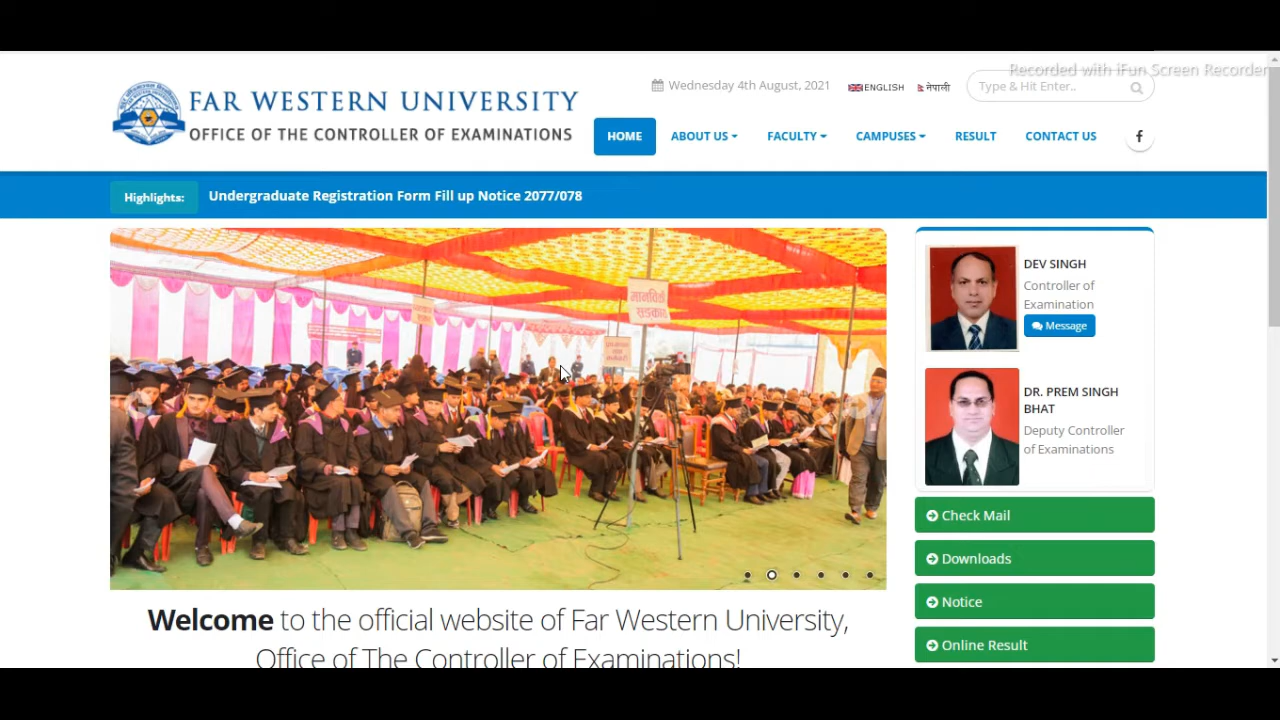 Recorded with iFun Screen Recorder
Wednesday 4th August, 2021
ENGLISH
नेपाली
Type & Hit Enter..
FAR WESTERN UNIVERSITY
OFFICE OF THE CONTROLLER OF EXAMINATIONS
HOME
ABOUT US
FACULTY
CAMPUSES
RESULT
CONTACT US
Highlights:
Undergraduate Registration Form Fill up Notice 2077/078
मानविकी
सङ्काय
DEV SINGH
Controller of
Examination
Message
DR. PREM SINGH
BHAT
Deputy Controller
of Examinations
Check Mail
Downloads
Notice
Online Result
Welcome to the official website of Far Western University,
Office of The Controller of Examinations!